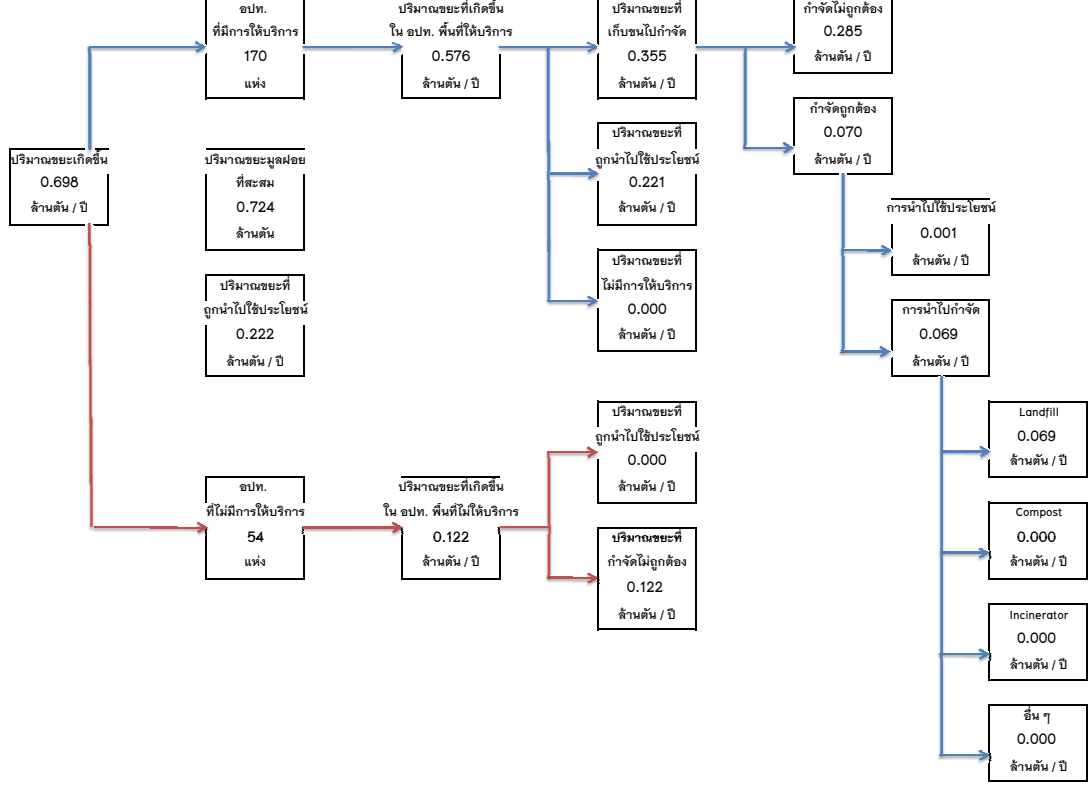 อปท.
ที่มีการให้บริการ
170
แห่ง
ปริมาณขยะที่เกิดขึ้น
ใน อปท. พื้นที่ให้บริการ
0.576
ล้านตัน / ปี
ปริมาณขยะที่
เก็บขนไปกำจัด
0.355
ล้านตัน / ปี
กำจัดไม่ถูกต้อง
0.285
ล้านตัน / ปี
กำจัดถูกต้อง
0.070
ล้านตัน / ปี
ปริมาณขยะเกิดขึ้น
0.698
ล้านตัน / ปี
ปริมาณขยะมูลฝอย
ที่สะสม
0.724
ล้านตัน
ปริมาณขยะที่
ถูกนำไปใช้ประโยชน์
0.221
ล้านตัน / ปี
การนำไปใช้ประโยชน์
0.001
ล้านตัน / ปี
ปริมาณขยะที่
ถูกนำไปใช้ประโยชน์
0.222
ล้านตัน / ปี
ปริมาณขยะที่
ไม่มีการให้บริการ
0.000
ล้านตัน / ปี
การนำไปกำจัด
0.069
ล้านตัน / ปี
ปริมาณขยะที่
ถูกนำไปใช้ประโยชน์
0.000
ล้านตัน / ปี
Landfill
0.069
ล้านตัน / ปี
อปท.
ที่ไม่มีการให้บริการ
54
แห่ง
ปริมาณขยะที่เกิดขึ้น
ใน อปท. พื้นที่ไม่ให้บริการ
0.122
ล้านตัน / ปี
ปริมาณขยะที่
กำจัดไม่ถูกต้อง
0.122
ล้านตัน / ปี
Compost
0.000
ล้านตัน / ปี
Incinerator
0.000
ล้านตัน / ปี
อื่น ๆ
0.000
ล้านตัน / ปี